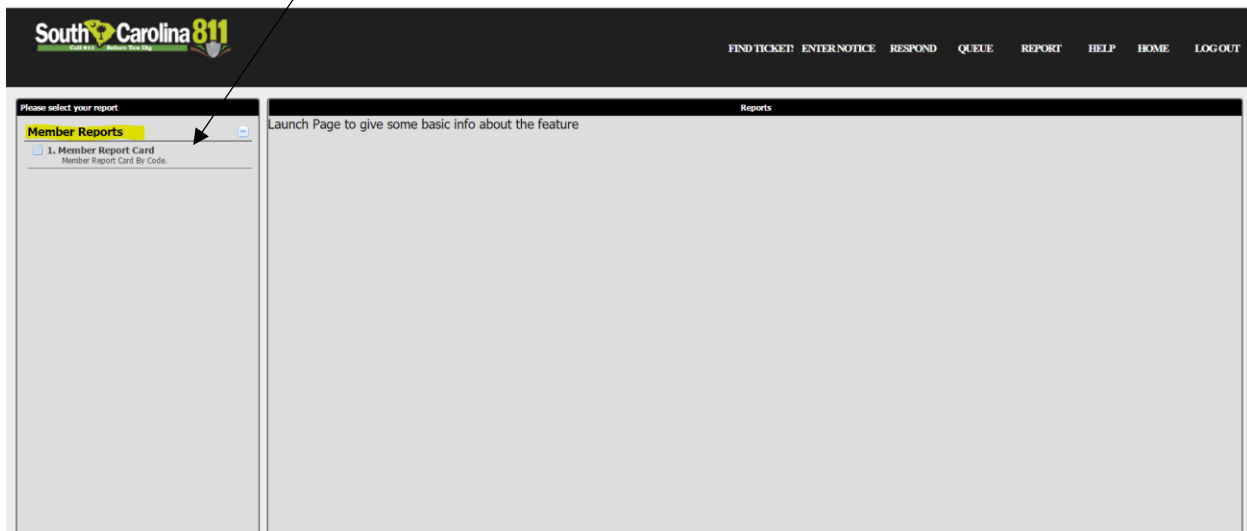 South Carolina 811
Call 811 Before You Dig
FIND TICKET! ENTER NOTICE RESPOND QUEUE REPORT HELP HOME LOG OUT
Please select your report
Reports
Member Reports
Launch Page to give some basic info about the feature
1. Member Report Card
Member Report Card By Code.